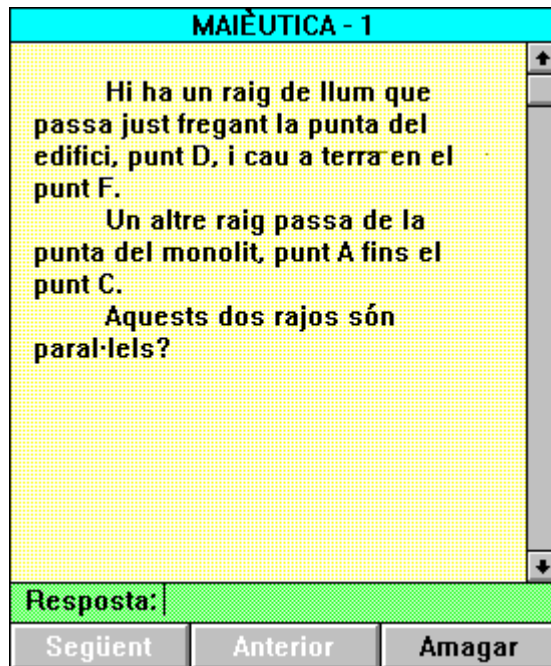 MAIÈUTICA - 1
Hi ha un raig de llum que
passa just fregant la punta del
edifici, punt D, i cau a terra en el
punt F.
Un altre raig passa de la
punta del monolit, punt A fins el
punt C.
Aquests dos rajos són
paral·lels?
Resposta:
Següent
Anterior
Amagar